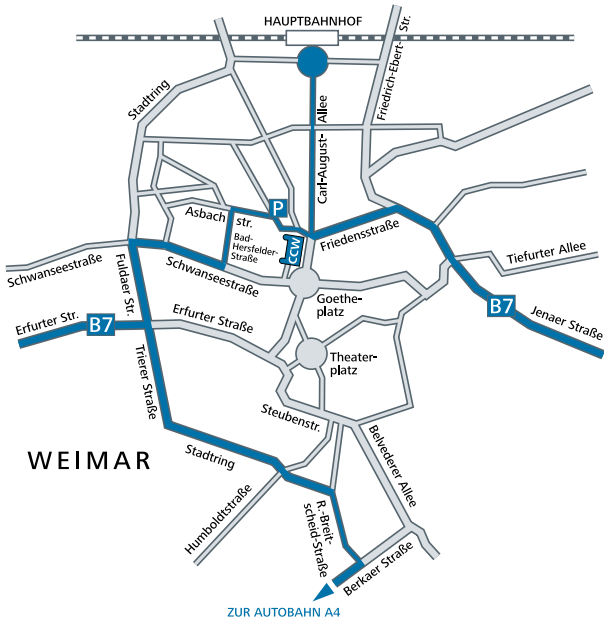 HAUPTBAHNHOF
Friedrich-Ebert-
Str.
Stadtring
Carl-August-
Allee
P
Asbach
str.
Bad-
Hersfelder-
Straße
CCW
Friedensstraße
Schwanseestraße
Schwanseestraße
Tiefurter Allee
Fuldaer Str.
Goethe-
platz
Erfurter Str.
B7
Erfurter Straße
B7
Jenaer Straße
Theater-
platz
Trierer Straße
Steubenstr.
WEIMAR
Stadtring
Belvederer Allee
Humboldtstraße
R.-Breit-
scheid-Straße
Berkaer Straße
ZUR AUTOBAHN A4